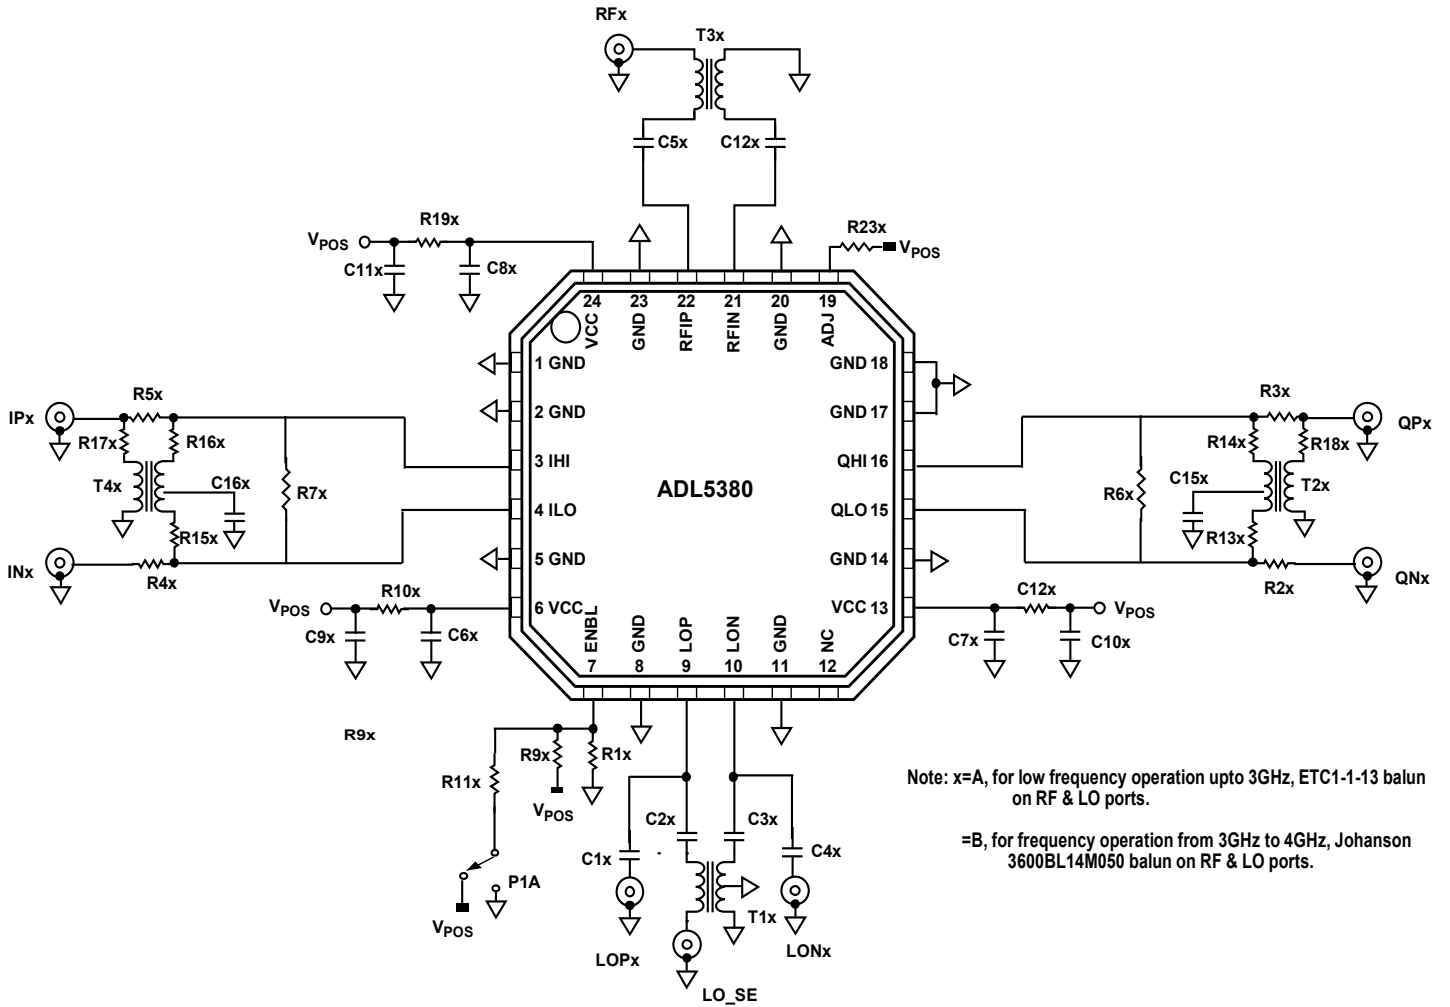 RFx
T3x
C5x
C12x
R19x
VPOS
C11x
C8x
R23x
VPOS
24
23
22
21
20
19
VCC
GND
RFIP
RFIN
GND
ADJ
1 GND
2 GND
3 IHI
4 ILO
5 GND
6 VCC
GND 18
GND 17
QHI 16
QLO 15
GND 14
VCC 13
ADL5380
ENBL
GND
LOP
LON
GND
NC
7
8
9
10
11
12
R5x
IPx
R17x
R16x
T4x
C16x
R7x
R15x
INx
R4x
R10x
VPOS
C9x
C6x
R3x
QPx
R14x
R18x
C15x
T2x
R6x
R13x
QNx
R2x
C12x
VPOS
C7x
C10x
R9x
R11x
R9x
R1x
VPOS
P1A
VPOS
C2x
C3x
C1x
C4x
T1x
LOPx
LONx
LO_SE
Note: x=A, for low frequency operation upto 3GHz, ETC1-1-13 balun
on RF & LO ports.
=B, for frequency operation from 3GHz to 4GHz, Johanson
3600BL14M050 balun on RF & LO ports.